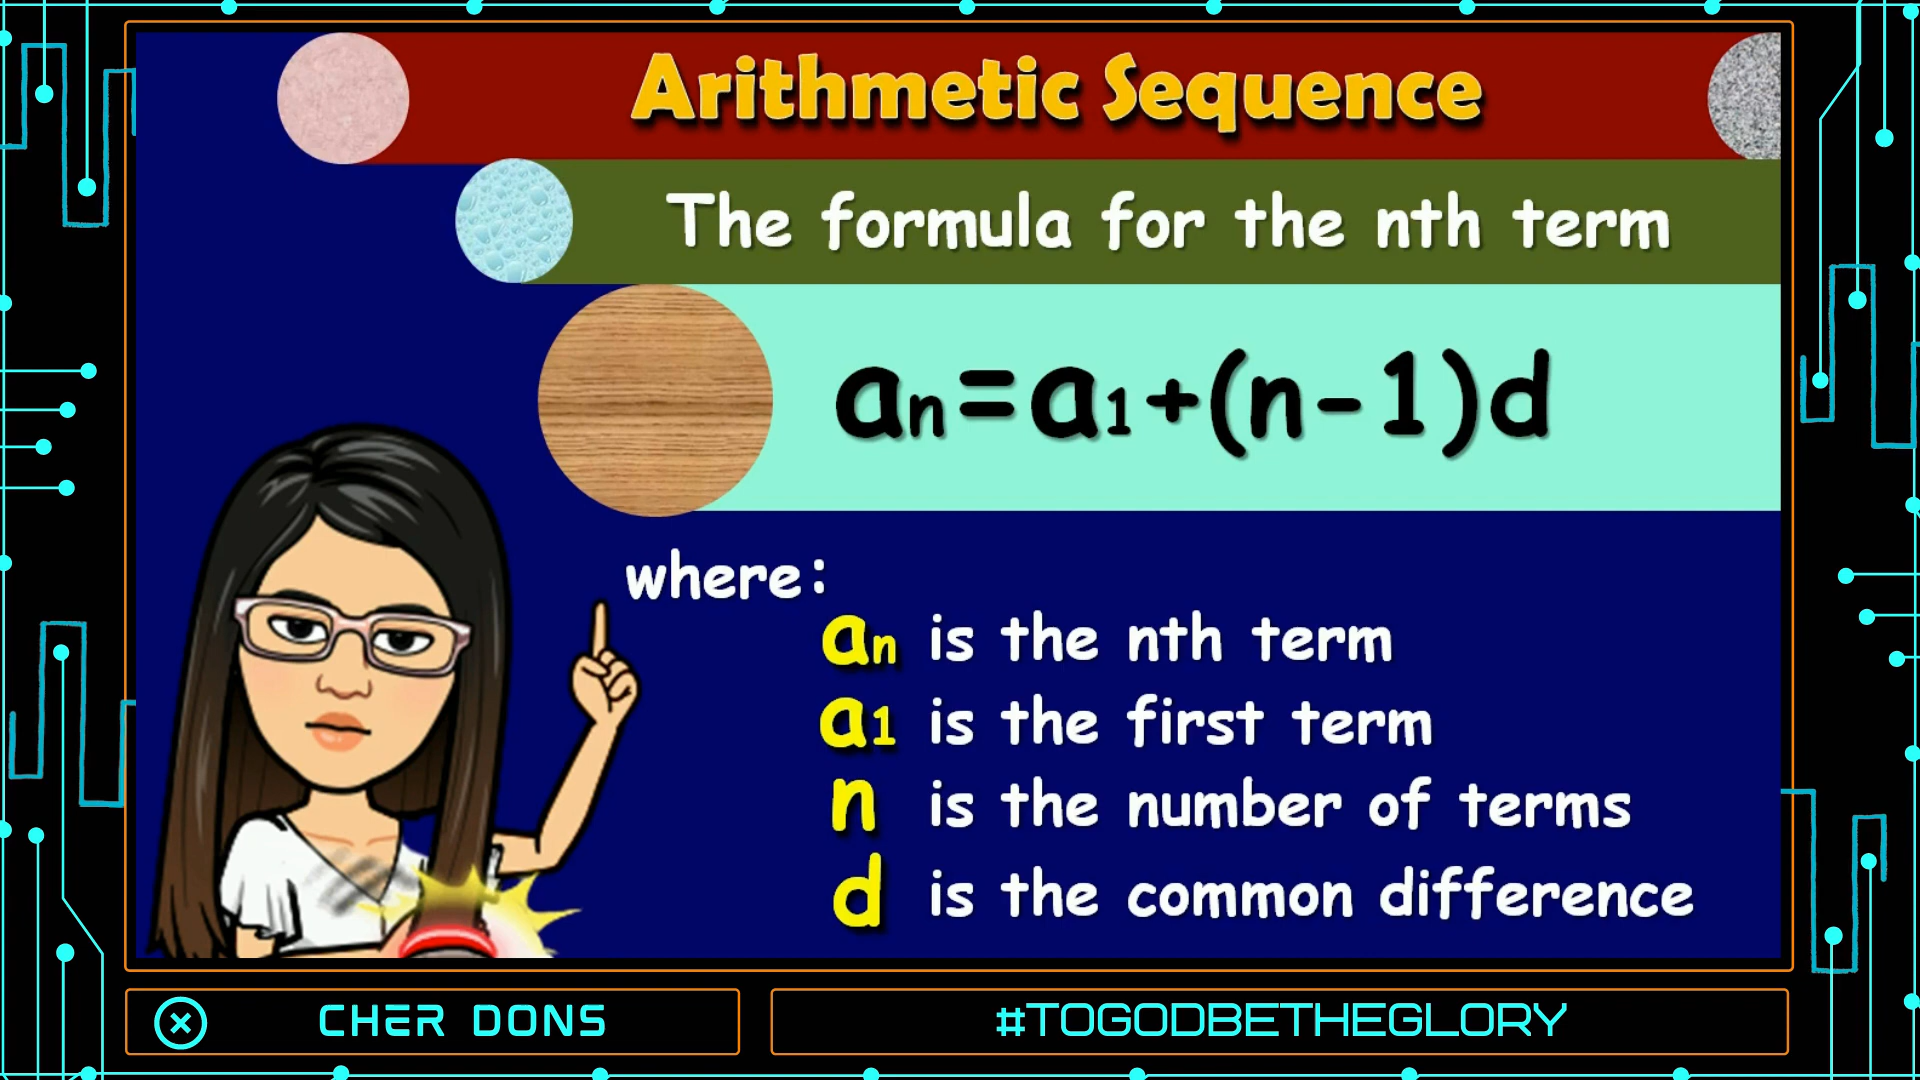 Arithmetic Sequence
The formula for the nth term
an=a1+(n-1)d
where:
an is the nth term
a1 is the first term
n is the number of terms
d is the common difference
CHER DONS
#TOGODBETHEGLORY